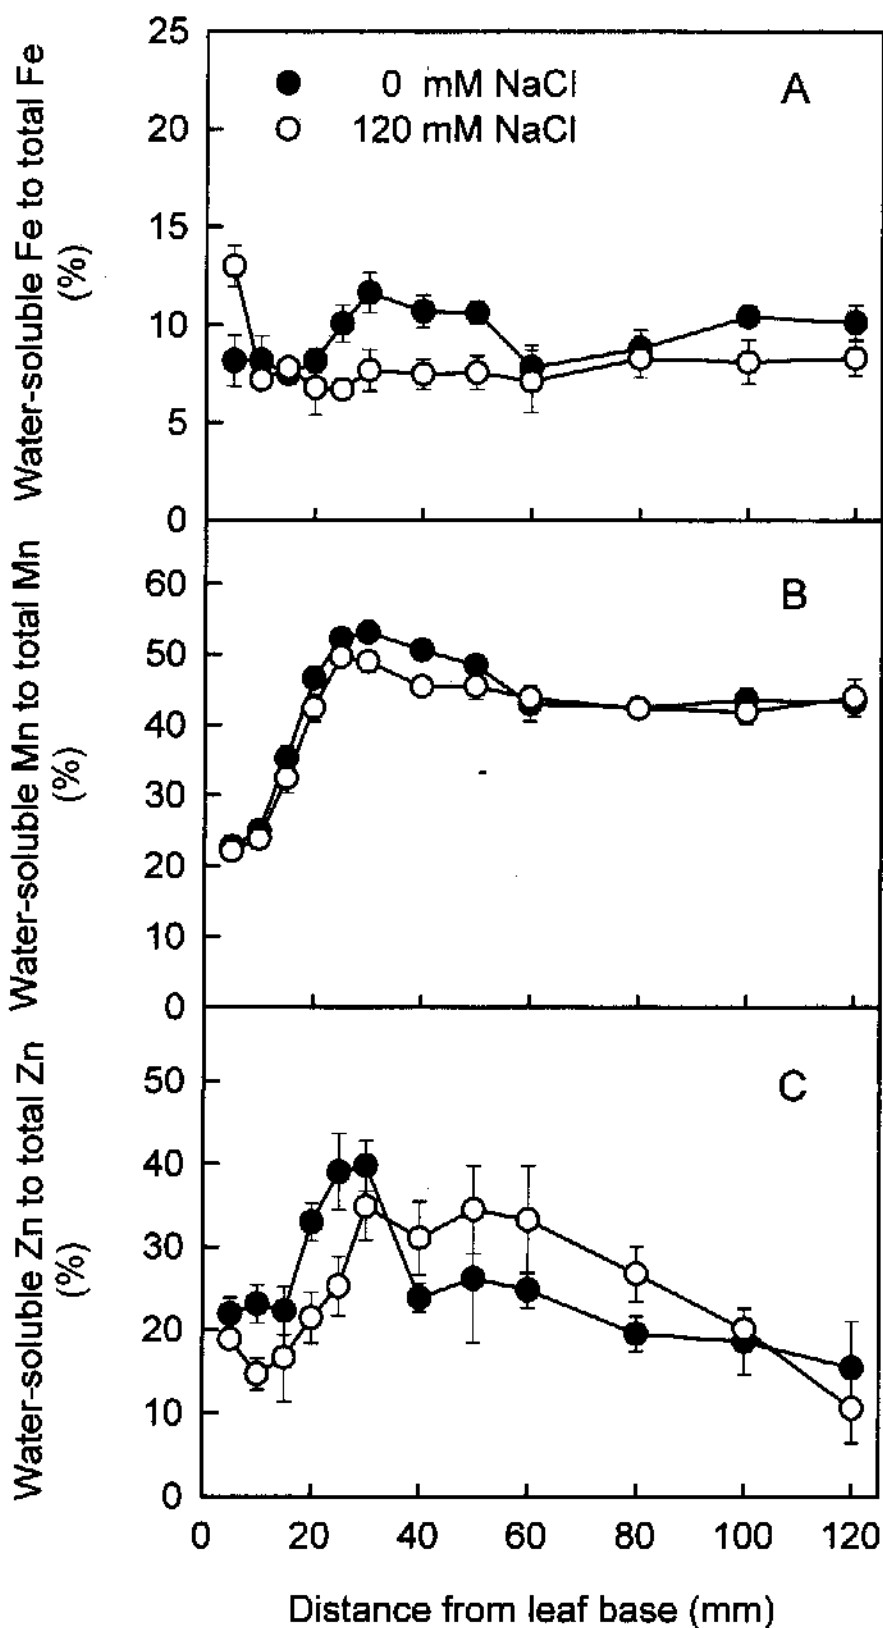 Water-soluble Fe to total Fe
(%)
25
20
15
10
5
0
0 mM NaCl
120 mM NaCl
A
Water-soluble Mn to total Mn
(%)
60
50
40
30
20
10
0
B
Water-soluble Zn to total Zn
(%)
50
40
30
20
10
0
C
0 20 40 60 80 100 120
Distance from leaf base (mm)